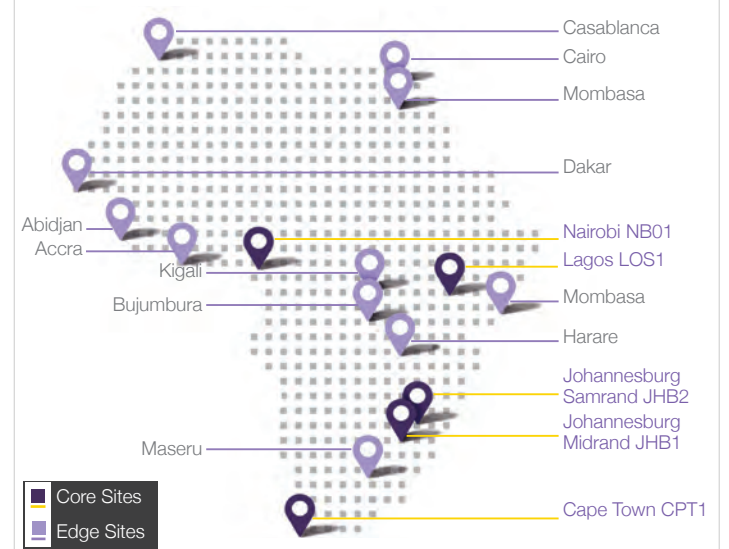 Casablanca
Cairo
Mombasa
Dakar
Abidjan
Accra
Nairobi NB01
Kigali
Lagos LOS1
Bujumbura
Mombasa
Harare
Johannesburg
Samrand JHB2
Johannesburg
Midrand JHB1
Maseru
Core Sites
Edge Sites
Cape Town CPT1